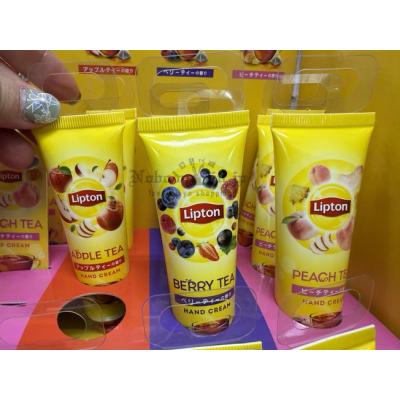 アップルティーの香り
ベリーティーの香り
ピーチティーの香り
Lipton
APPLE TEA
アップルティーの香り
HAND CREAM
Lipton
BERRY TEA
ベリーティーの香り
HAND CREAM
Lipton
PEACH TE
ピーチティーの香り
HAND CREAM
ACH TEA
CREAM